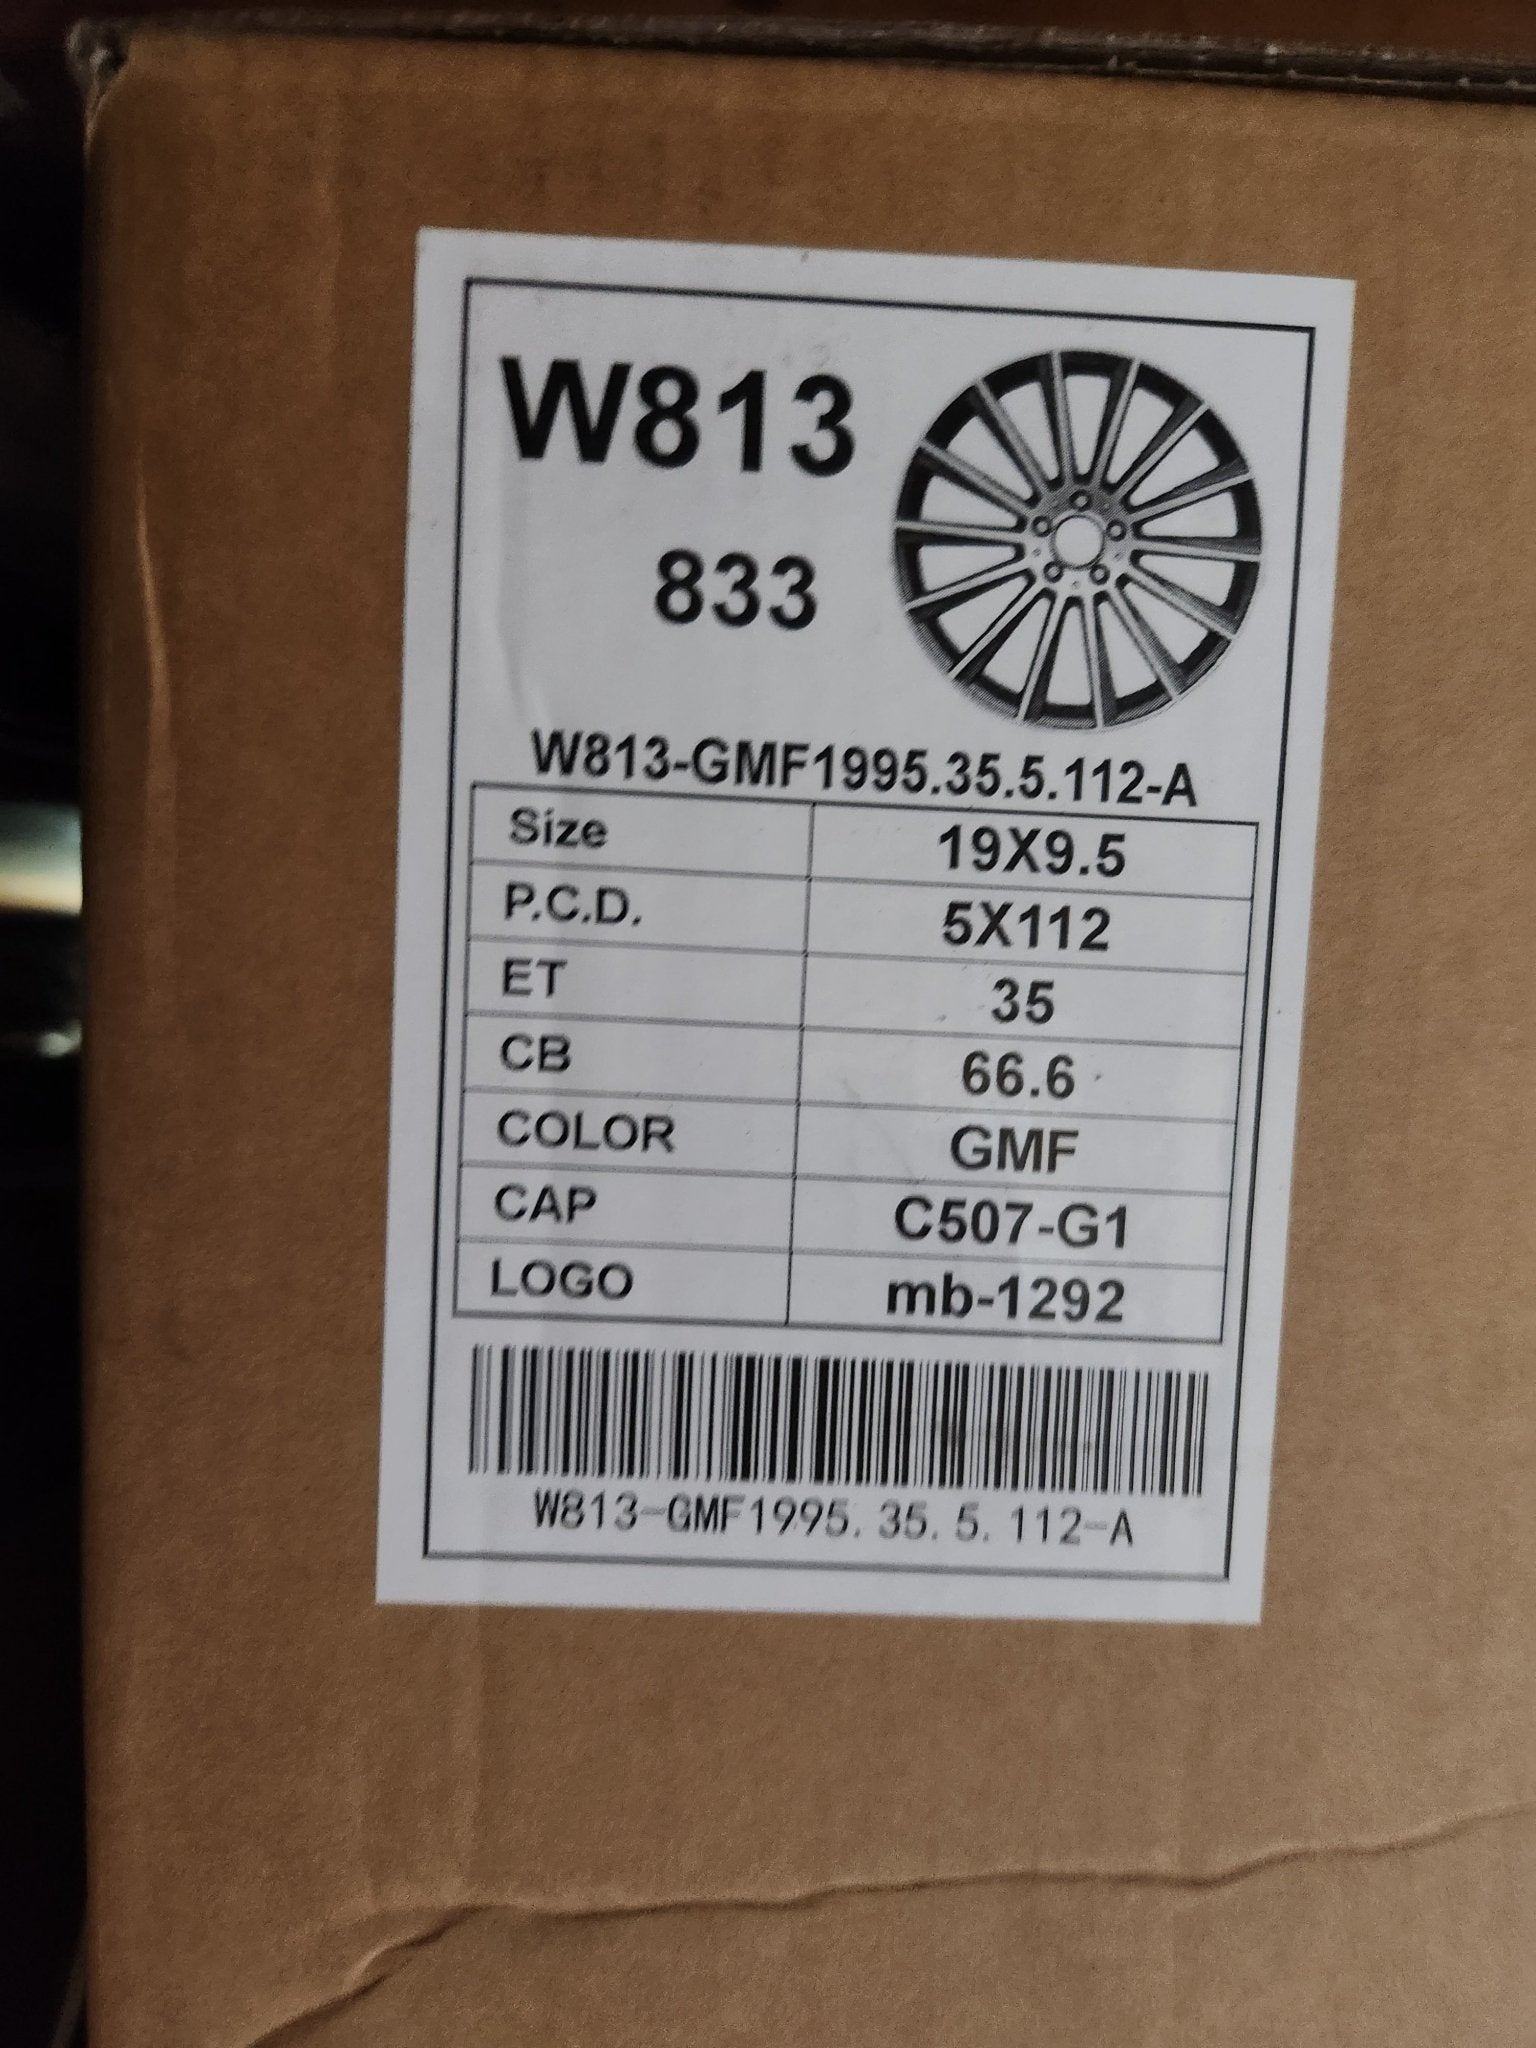 W813
833
W813-GMF1995.35.5.112-A
Size 19X9.5
P.C.D. 5X112
ET 35
CB 66.6
COLOR GMF
CAP C507-G1
LOGO mb-1292
W813-GMF1995.35.5.112-A